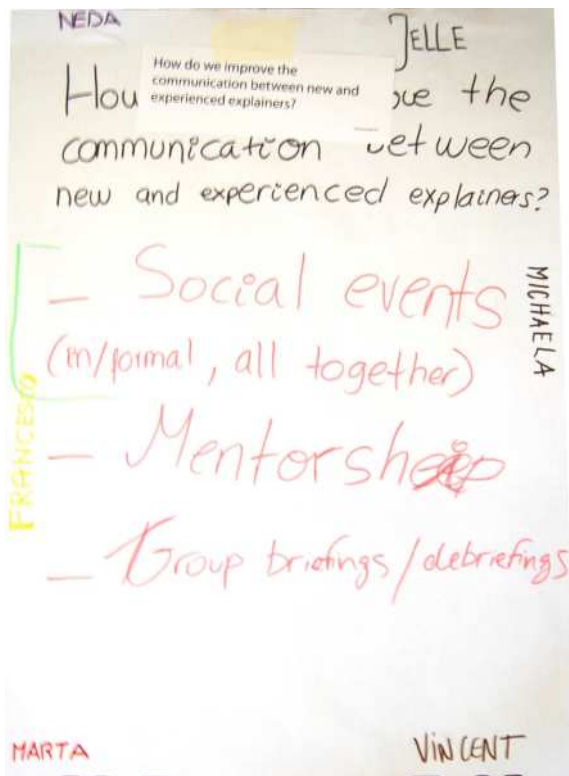 NEDA
JELLE
How do we improve the
communication between new and
experienced explainers?
How ove the
communication between
new and experienced explainers?
MICHAELA
– Social events
(in/formal, all together)
FRANCESCO
– Mentorship
– Group briefings/debriefings
MARTA
VINCENT